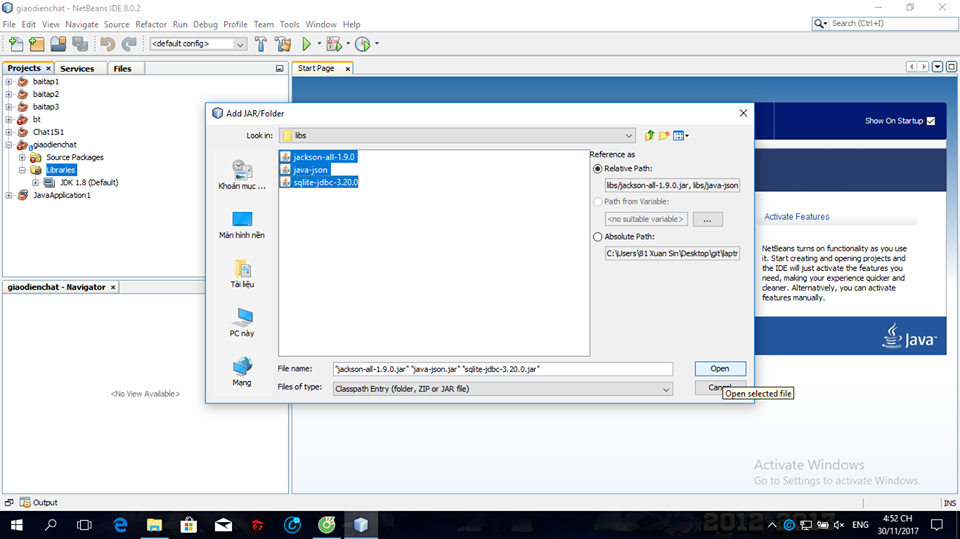 giaodienchat - NetBeans IDE 8.0.2
File Edit View Navigate Source Refactor Run Debug Profile Team Tools Window Help
Search (Ctrl+I)
<default config>
Projects × Services Files
Start Page ×
baitap1
baitap2
baitap3
bt
Chat15i1
giaodienchat
Source Packages
Libraries
JDK 1.8 (Default)
JavaApplication1
giaodienchat - Navigator ×
<No View Available>
Add JAR/Folder
Look in: libs
Khoản mục ...
Màn hình nền
Tài liệu
PC này
Mạng
jackson-all-1.9.0
java-json
sqlite-jdbc-3.20.0
Reference as
Relative Path:
libs/jackson-all-1.9.0.jar, libs/java-json
Path from Variable:
<no suitable variable> ...
Absolute Path:
C:\Users\81 Xuan Sin\Desktop\git\laptr
File name: "jackson-all-1.9.0.jar" "java-json.jar" "sqlite-jdbc-3.20.0.jar"
Files of type: Classpath Entry (folder, ZIP or JAR file)
Open
Open selected file
Show On Startup
Activate Features
NetBeans turns on functionality as you
use it. Start creating and opening projects and
the IDE will just activate the features you
need, making your experience quicker and
cleaner. Alternatively, you can activate
features manually.
Java
Activate Windows
Go to Settings to activate Windows.
Output
INS
2012-2017
ENG
4:52 CH
30/11/2017